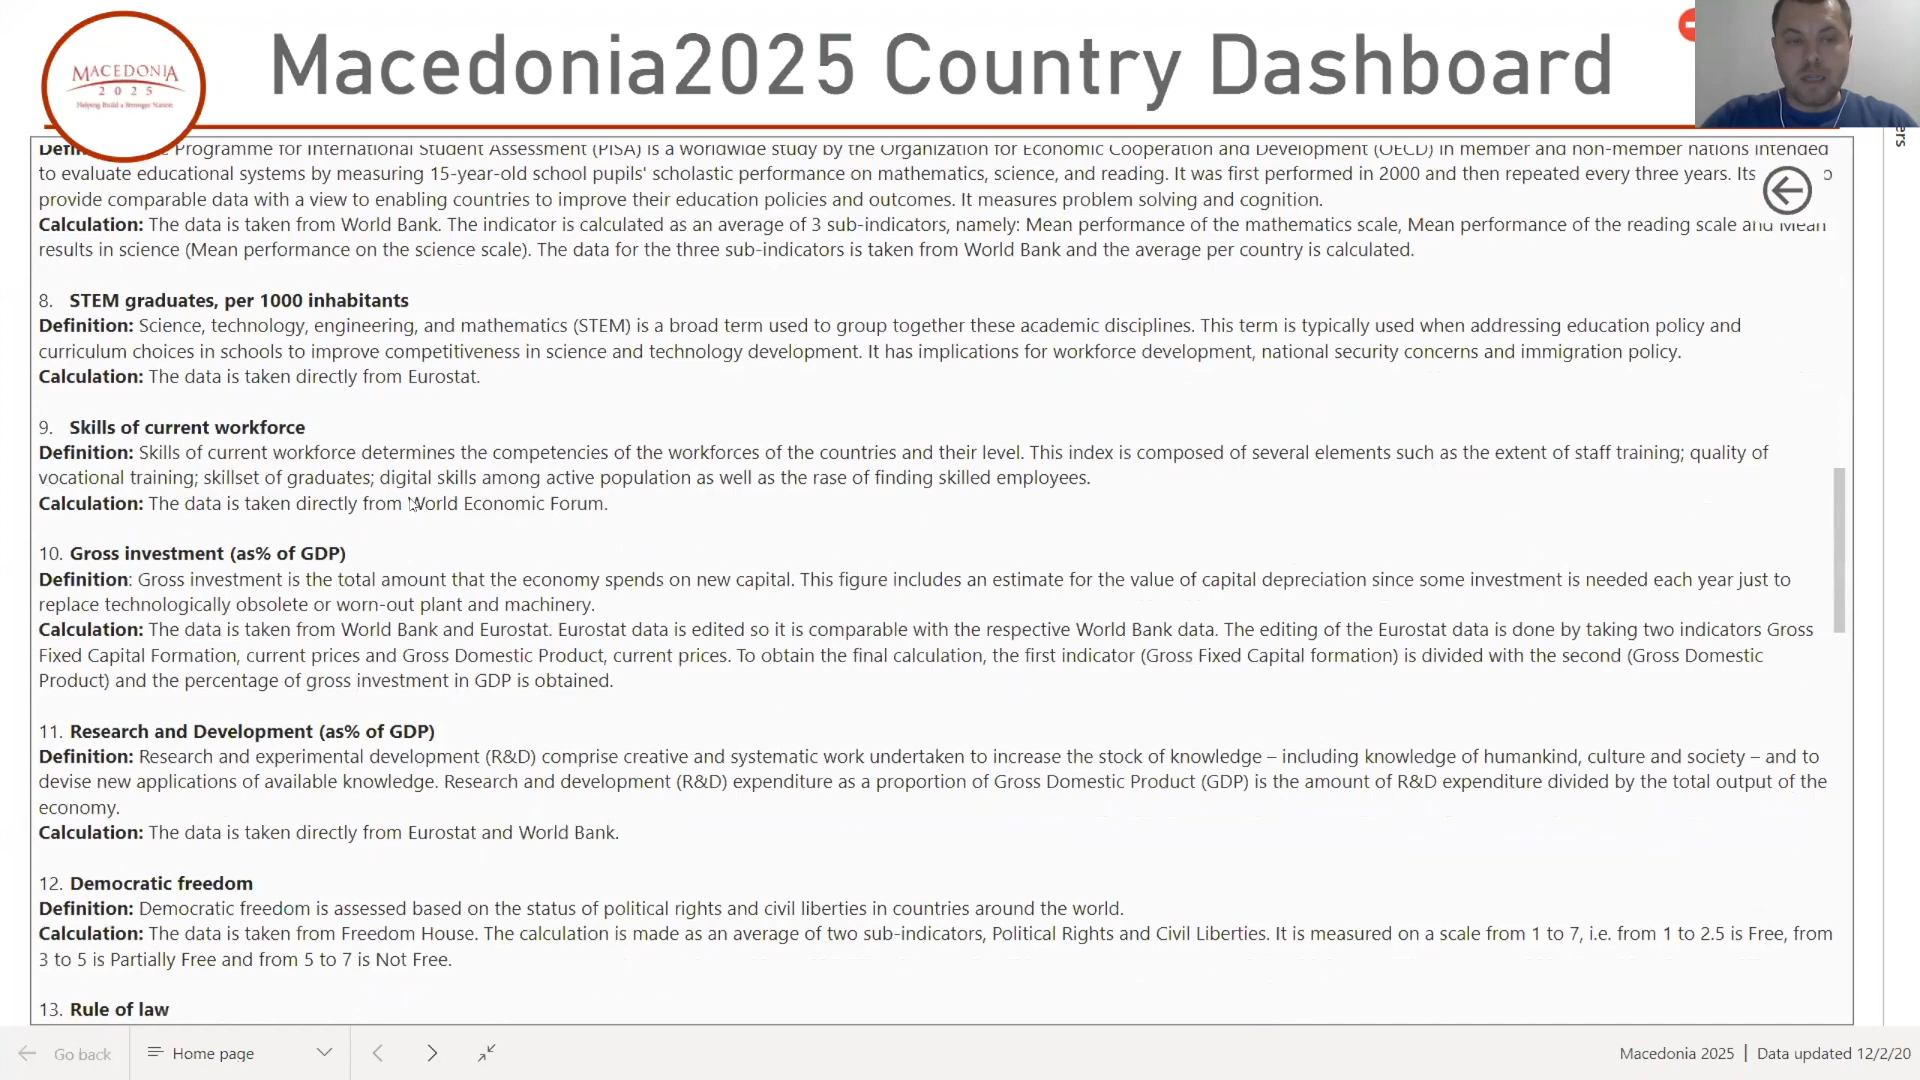 MACEDONIA
2025
Helping Build a Stronger Nation
Macedonia2025 Country Dashboard
ers
Programme for International Student Assessment (PISA) is a worldwide study by the Organization for Economic Cooperation and Development (OECD) in member and non-member nations intended
to evaluate educational systems by measuring 15-year-old school pupils' scholastic performance on mathematics, science, and reading. It was first performed in 2000 and then repeated every three years. Its
provide comparable data with a view to enabling countries to improve their education policies and outcomes. It measures problem solving and cognition.
Calculation: The data is taken from World Bank. The indicator is calculated as an average of 3 sub-indicators, namely: Mean performance of the mathematics scale, Mean performance of the reading scale and Mean
results in science (Mean performance on the science scale). The data for the three sub-indicators is taken from World Bank and the average per country is calculated.
8. STEM graduates, per 1000 inhabitants
Definition: Science, technology, engineering, and mathematics (STEM) is a broad term used to group together these academic disciplines. This term is typically used when addressing education policy and
curriculum choices in schools to improve competitiveness in science and technology development. It has implications for workforce development, national security concerns and immigration policy.
Calculation: The data is taken directly from Eurostat.
9. Skills of current workforce
Definition: Skills of current workforce determines the competencies of the workforces of the countries and their level. This index is composed of several elements such as the extent of staff training; quality of
vocational training; skillset of graduates; digital skills among active population as well as the rase of finding skilled employees.
Calculation: The data is taken directly from World Economic Forum.
10. Gross investment (as% of GDP)
Definition: Gross investment is the total amount that the economy spends on new capital. This figure includes an estimate for the value of capital depreciation since some investment is needed each year just to
replace technologically obsolete or worn-out plant and machinery.
Calculation: The data is taken from World Bank and Eurostat. Eurostat data is edited so it is comparable with the respective World Bank data. The editing of the Eurostat data is done by taking two indicators Gross
Fixed Capital Formation, current prices and Gross Domestic Product, current prices. To obtain the final calculation, the first indicator (Gross Fixed Capital formation) is divided with the second (Gross Domestic
Product) and the percentage of gross investment in GDP is obtained.
11. Research and Development (as% of GDP)
Definition: Research and experimental development (R&D) comprise creative and systematic work undertaken to increase the stock of knowledge – including knowledge of humankind, culture and society – and to
devise new applications of available knowledge. Research and development (R&D) expenditure as a proportion of Gross Domestic Product (GDP) is the amount of R&D expenditure divided by the total output of the
economy.
Calculation: The data is taken directly from Eurostat and World Bank.
12. Democratic freedom
Definition: Democratic freedom is assessed based on the status of political rights and civil liberties in countries around the world.
Calculation: The data is taken from Freedom House. The calculation is made as an average of two sub-indicators, Political Rights and Civil Liberties. It is measured on a scale from 1 to 7, i.e. from 1 to 2.5 is Free, from
3 to 5 is Partially Free and from 5 to 7 is Not Free.
13. Rule of law
Go back
Home page
Macedonia 2025 | Data updated 12/2/20